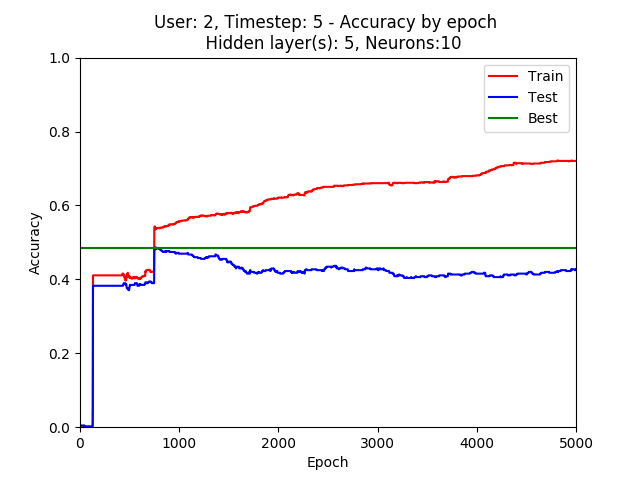 User: 2, Timestep: 5 - Accuracy by epoch
Hidden layer(s): 5, Neurons:10
1.0
0.8
0.6
0.4
0.2
0.0
Accuracy
Train
Test
Best
0 1000 2000 3000 4000 5000
Epoch